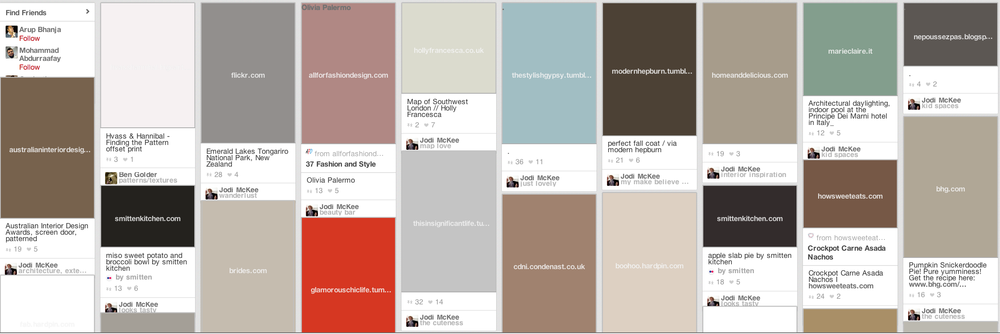 Find Friends
Arup Bhanja
Follow
Mohammad
Abdurraafay
Follow
australianinteriordesig...
Australian Interior Design
Awards, screen door,
patterned
19 5
Jodi McKee
architecture, exte...
fab.hardpin.com
Hvass & Hannibal -
Finding the Pattern
offset print
3 1
Ben Golder
patterns/textures
smittenkitchen.com
miso sweet potato and
broccoli bowl by smitten
kitchen
by smitten
13 6
Jodi McKee
looks tasty
flickr.com
Emerald Lakes Tongariro
National Park, New
Zealand
28 4
Jodi McKee
wanderlust
brides.com
Olivia Palermo
allforfashiondesign.com
AFD from allforfashiond...
37 Fashion and Style
Olivia Palermo
13 5
Jodi McKee
beauty bar
glamorouschiclife.tum...
hollyfrancesca.co.uk
Map of Southwest
London // Holly
Francesca
2 7
Jodi McKee
map love
thisinsignificantlife.tu...
32 14
Jodi McKee
the cuteness
.
thestylishgypsy.tumbl...
.
36 11
Jodi McKee
just lovely
cdni.condenast.co.uk
modernhepburn.tumbl...
perfect fall coat / via
modern hepburn
21 6
Jodi McKee
my make believe ...
boohoo.hardpin.com
homeanddelicious.com
19 3
Jodi McKee
interior inspiration
smittenkitchen.com
apple slab pie by smitten
kitchen
by smitten
18 5
Jodi McKee
looks tasty
marieclaire.it
Architectural daylighting,
indoor pool at the
Principe Dei Marni hotel
in Italy_
12 5
Jodi McKee
kid spaces
howsweeteats.com
from howsweeteat...
Crockpot Carne Asada
Nachos
Crockpot Carne Asada
Nachos I
howsweeteats.com
24 2
nepoussezpas.blogsp...
.
4 2
Jodi McKee
kid spaces
bhg.com
Pumpkin Snickerdoodle
Pie! Pure yumminess!
Get the recipe here:
www.bhg.com/...
16 3
Jodi McKee
the cuteness